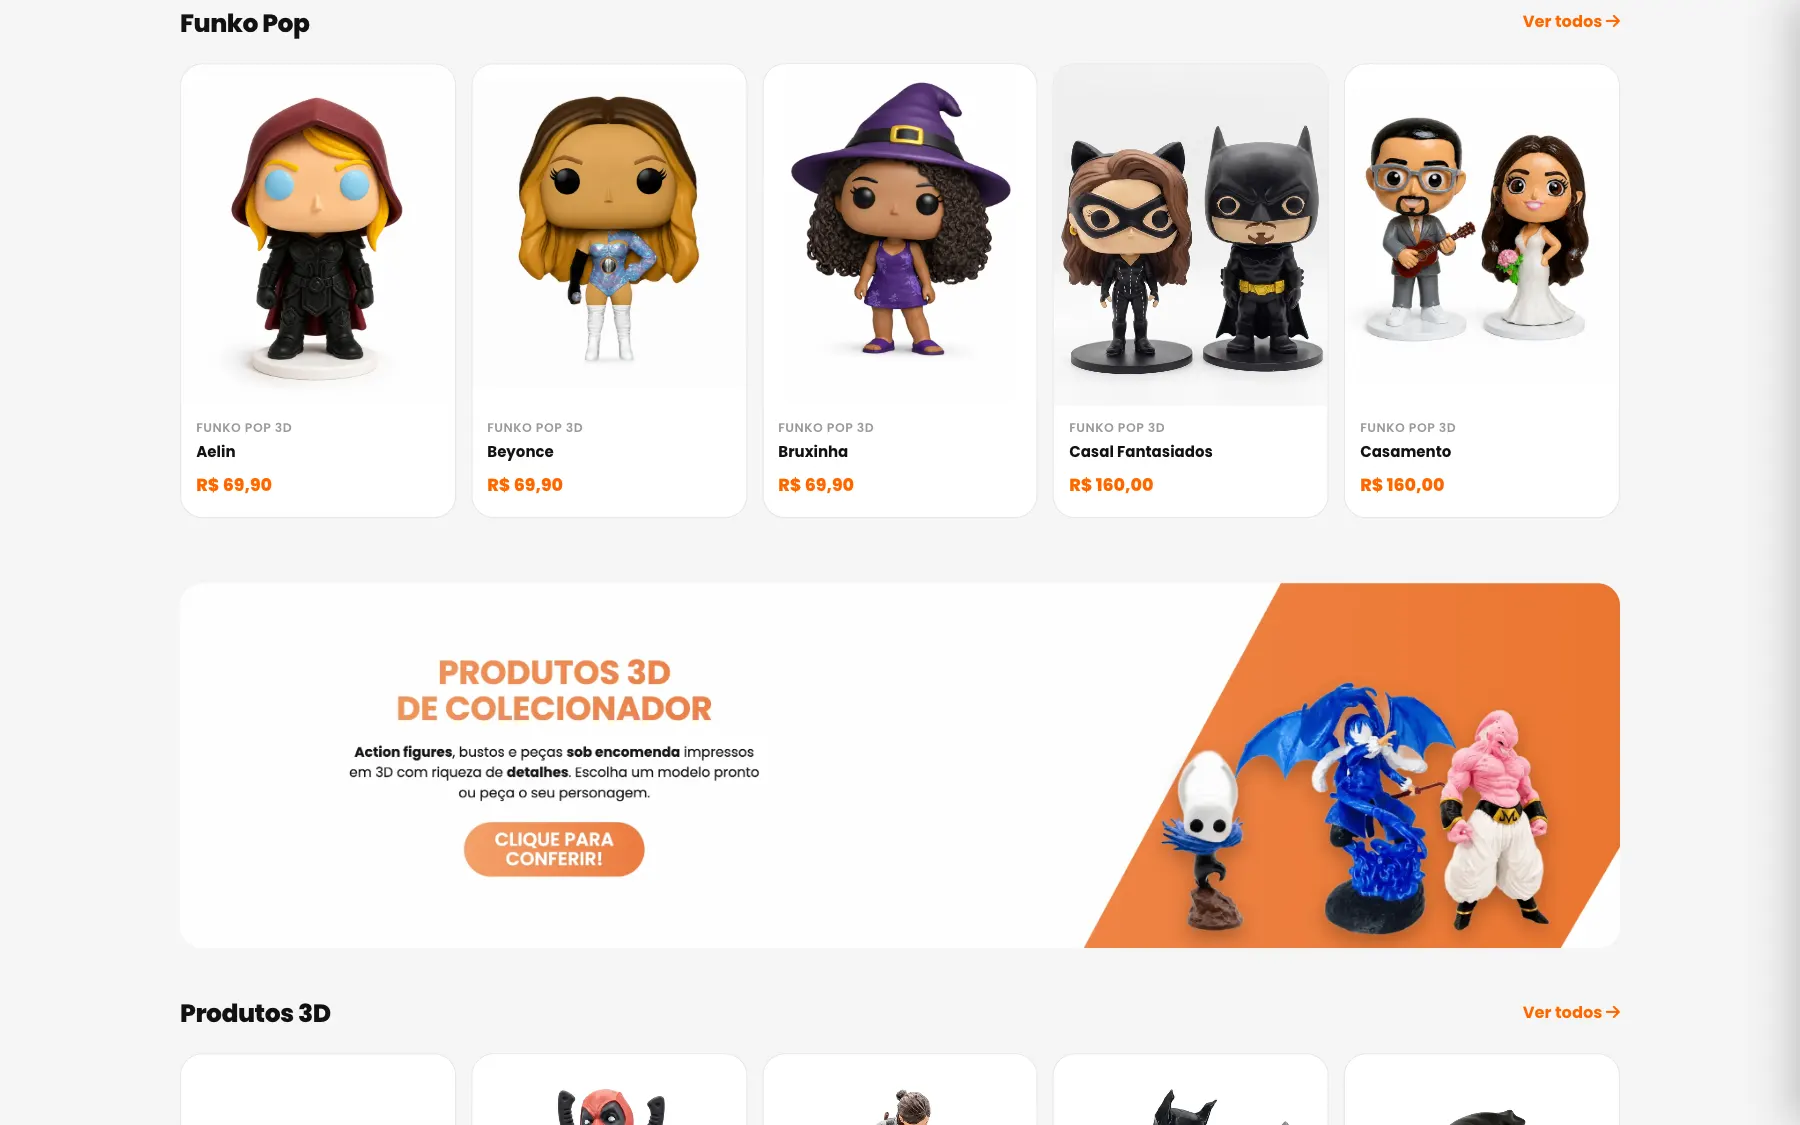 Funko Pop
Ver todos →
FUNKO POP 3D
Aelin
R$ 69,90
FUNKO POP 3D
Beyonce
R$ 69,90
FUNKO POP 3D
Bruxinha
R$ 69,90
FUNKO POP 3D
Casal Fantasiados
R$ 160,00
FUNKO POP 3D
Casamento
R$ 160,00
PRODUTOS 3D
DE COLECIONADOR
Action figures, bustos e peças sob encomenda impressos
em 3D com riqueza de detalhes. Escolha um modelo pronto
ou peça o seu personagem.
CLIQUE PARA
CONFERIR!
Produtos 3D
Ver todos →